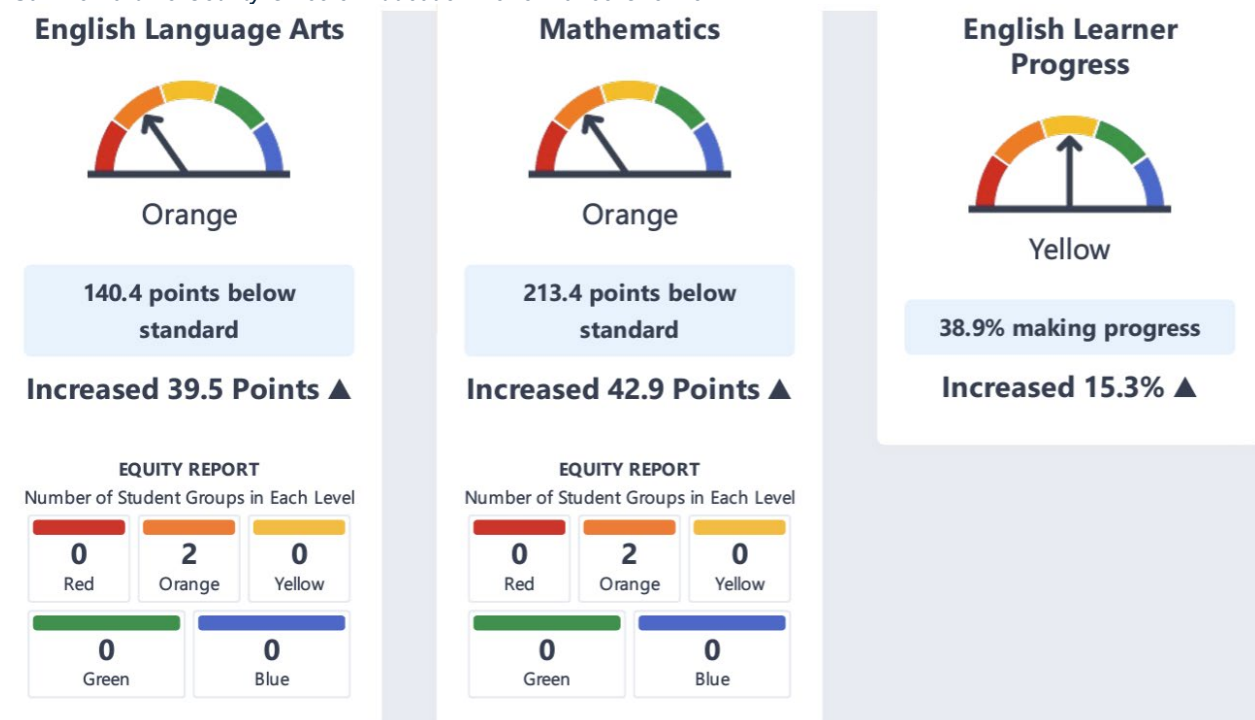 English Language Arts
Orange
140.4 points below
standard
Increased 39.5 Points ▲
EQUITY REPORT
Number of Student Groups in Each Level
0
Red
2
Orange
0
Yellow
0
Green
0
Blue
Mathematics
Orange
213.4 points below
standard
Increased 42.9 Points ▲
EQUITY REPORT
Number of Student Groups in Each Level
0
Red
2
Orange
0
Yellow
0
Green
0
Blue
English Learner
Progress
Yellow
38.9% making progress
Increased 15.3% ▲